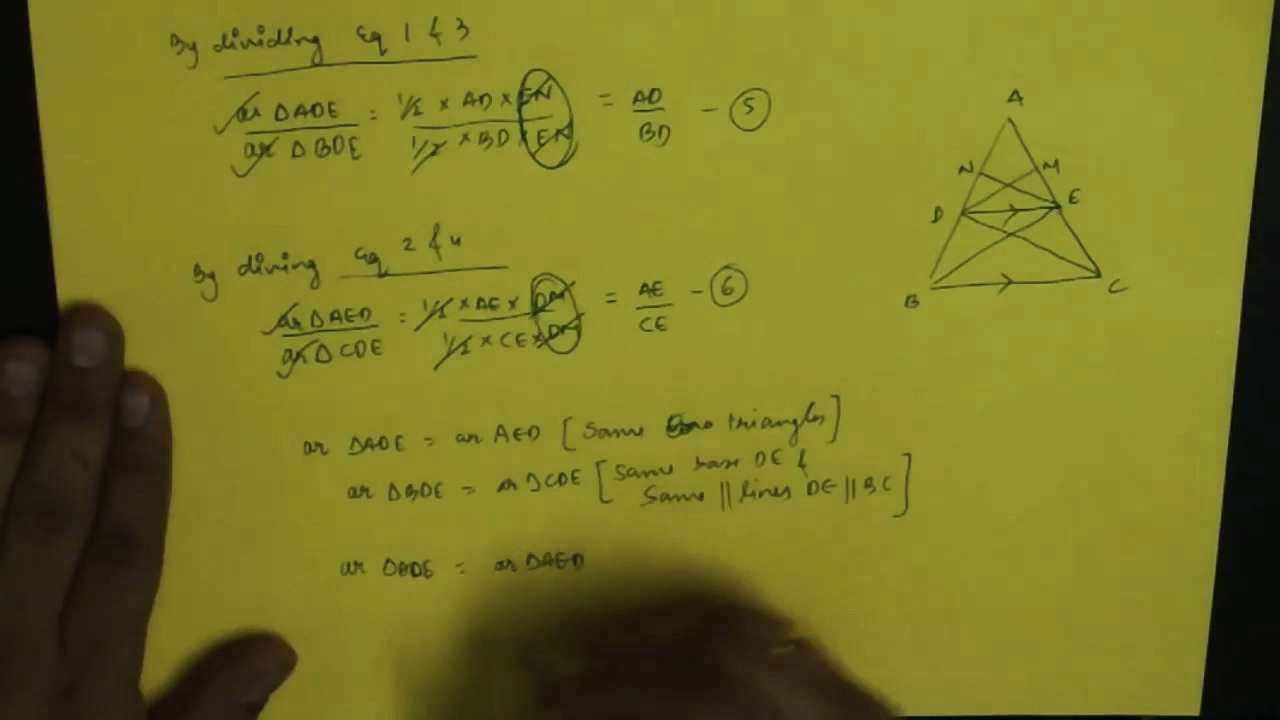 By dividing Eq 1 & 3
ar ΔADE / ar ΔBDE = 1/2 × AD × EN / 1/2 × BD × EN = AD / BD - 5
By diving Eq 2 & 4
ar ΔAED / ar ΔCDE = 1/2 × AE × DM / 1/2 × CE × DM = AE / CE - 6
ar ΔADE = ar AED [ Same triangles ]
ar ΔBDE = ar ΔCDE [ Same base DE &
Same || lines DE || BC ]
ar = ar ΔAED
A
N M
D E
B C